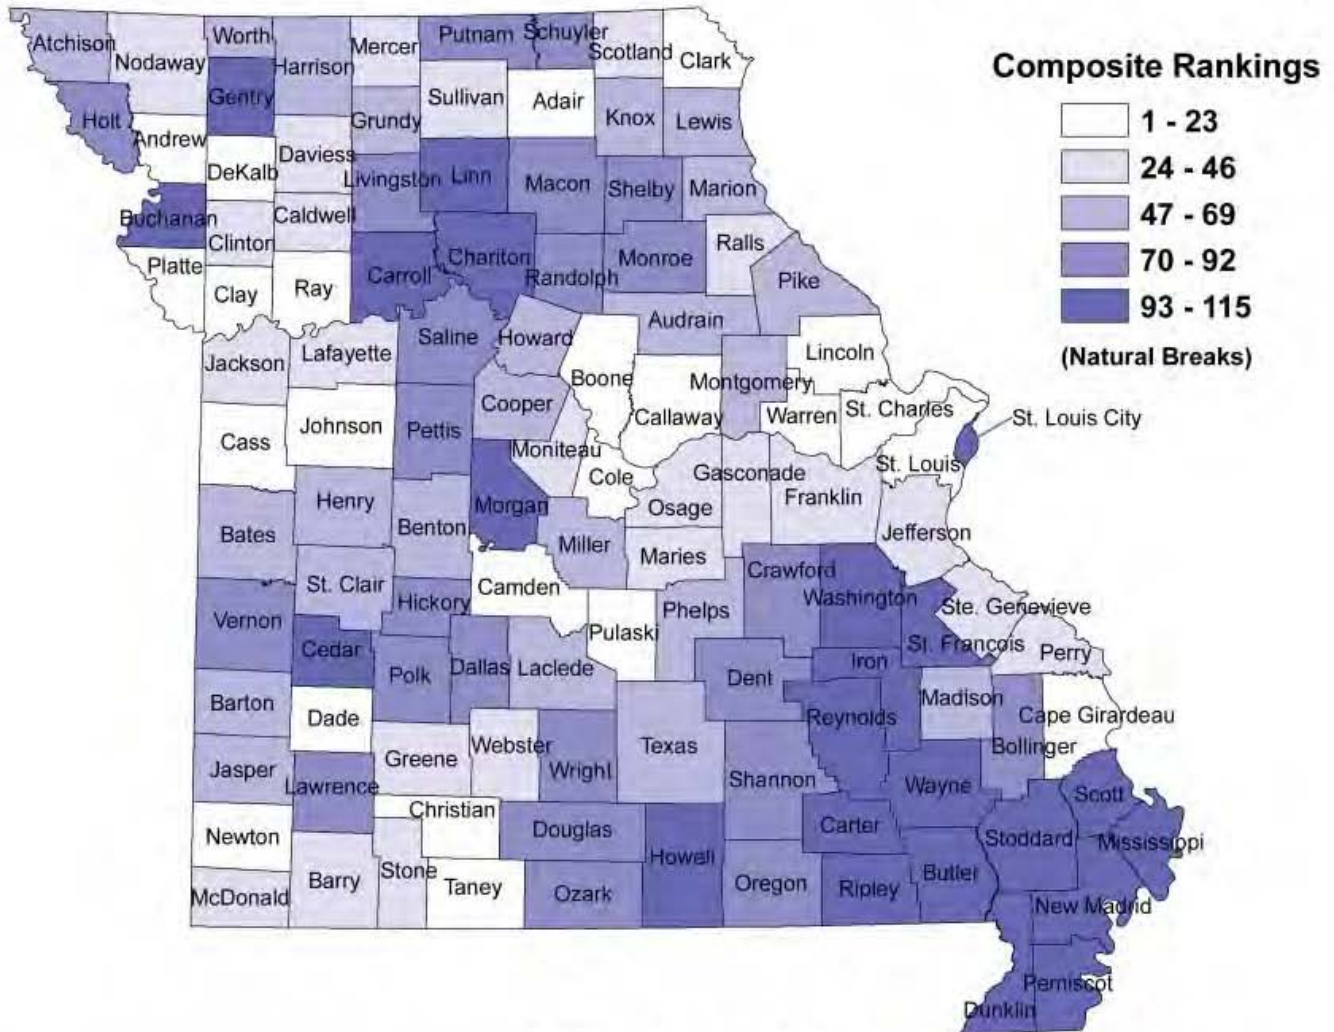 Composite Rankings
1 - 23
24 - 46
47 - 69
70 - 92
93 - 115
(Natural Breaks)
Atchison
Nodaway
Worth
Harrison
Mercer
Putnam
Schuyler
Scotland
Clark
Gentry
Sullivan
Adair
Knox
Lewis
Holt
Andrew
Grundy
DeKalb
Daviess
Livingston
Linn
Macon
Shelby
Marion
Buchanan
Clinton
Caldwell
Ralls
Platte
Clay
Ray
Carroll
Chariton
Randolph
Monroe
Pike
Saline
Howard
Audrain
Jackson
Lafayette
Boone
Montgomery
Lincoln
Cass
Johnson
Pettis
Cooper
Callaway
Warren
St. Charles
St. Louis City
Moniteau
Cole
Osage
Gasconade
Franklin
St. Louis
Henry
Benton
Morgan
Bates
Miller
Maries
Jefferson
St. Clair
Hickory
Camden
Crawford
Washington
Ste. Genevieve
Vernon
Cedar
Polk
Dallas
Laclede
Pulaski
Phelps
St. Francois
Perry
Dent
Iron
Barton
Dade
Madison
Cape Girardeau
Greene
Webster
Wright
Texas
Reynolds
Bollinger
Jasper
Lawrence
Shannon
Wayne
Scott
Newton
Christian
Douglas
Howell
Carter
Stoddard
Mississippi
McDonald
Barry
Stone
Taney
Ozark
Oregon
Ripley
Butler
New Madrid
Pemiscot
Dunklin